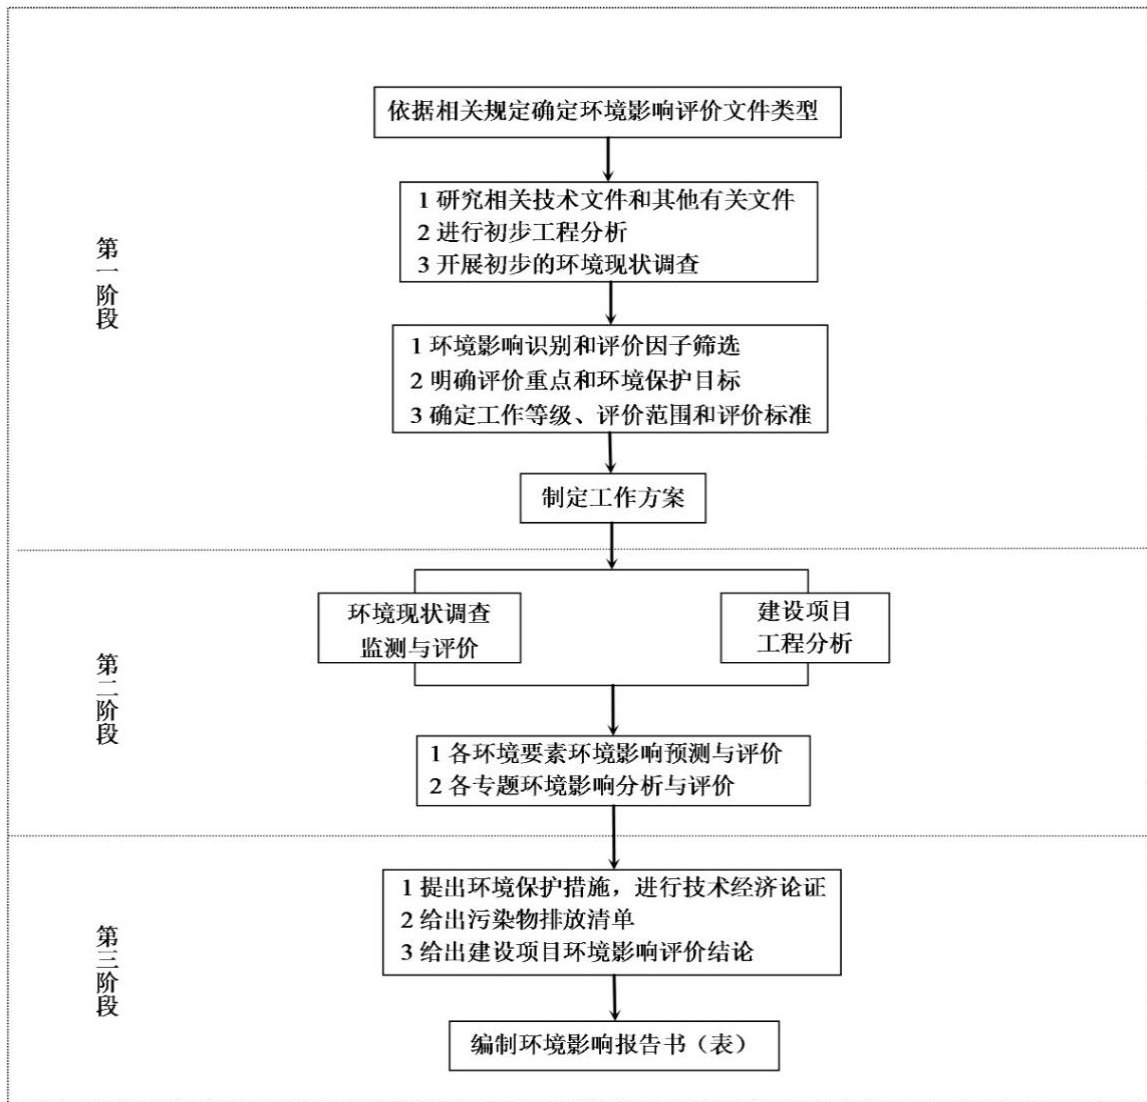 依据相关规定确定环境影响评价文件类型
第一阶段
1 研究相关技术文件和其他有关文件
2 进行初步工程分析
3 开展初步的环境现状调查
1 环境影响识别和评价因子筛选
2 明确评价重点和环境保护目标
3 确定工作等级、评价范围和评价标准
制定工作方案
第二阶段
环境现状调查
监测与评价
建设项目
工程分析
1 各环境要素环境影响预测与评价
2 各专题环境影响分析与评价
第三阶段
1 提出环境保护措施，进行技术经济论证
2 给出污染物排放清单
3 给出建设项目环境影响评价结论
编制环境影响报告书（表）